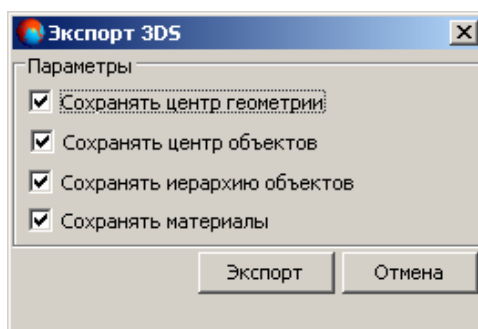 Экспорт 3DS
Параметры
Сохранять центр геометрии
Сохранять центр объектов
Сохранять иерархию объектов
Сохранять материалы
Экспорт Отмена